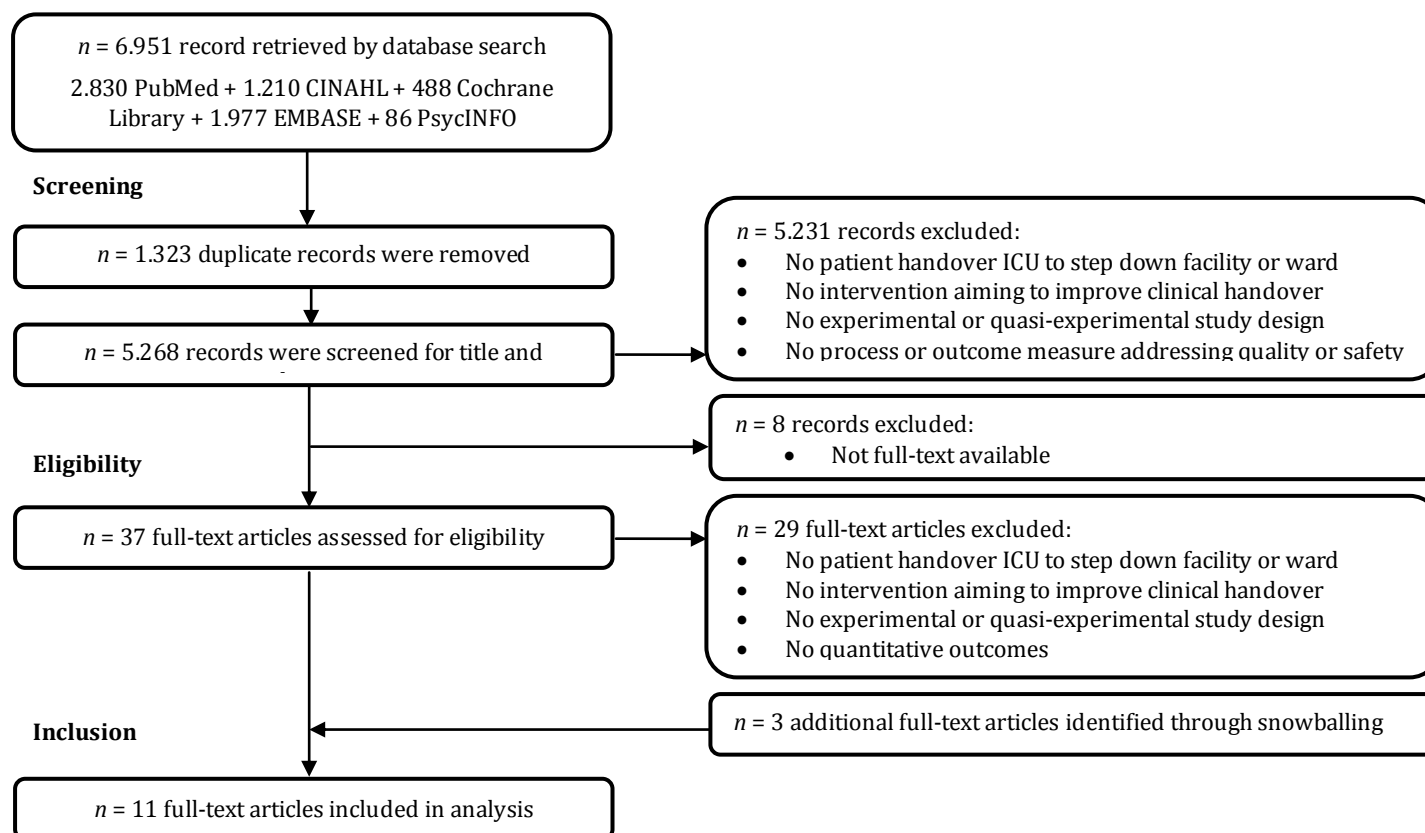 n = 6.951 record retrieved by database search
2.830 PubMed + 1.210 CINAHL + 488 Cochrane
Library + 1.977 EMBASE + 86 PsycINFO
Screening
n = 1.323 duplicate records were removed
n = 5.231 records excluded:
• No patient handover ICU to step down facility or ward
• No intervention aiming to improve clinical handover
• No experimental or quasi-experimental study design
• No process or outcome measure addressing quality or safety
n = 5.268 records were screened for title and
n = 8 records excluded:
• Not full-text available
Eligibility
n = 37 full-text articles assessed for eligibility
n = 29 full-text articles excluded:
• No patient handover ICU to step down facility or ward
• No intervention aiming to improve clinical handover
• No experimental or quasi-experimental study design
• No quantitative outcomes
n = 3 additional full-text articles identified through snowballing
Inclusion
n = 11 full-text articles included in analysis